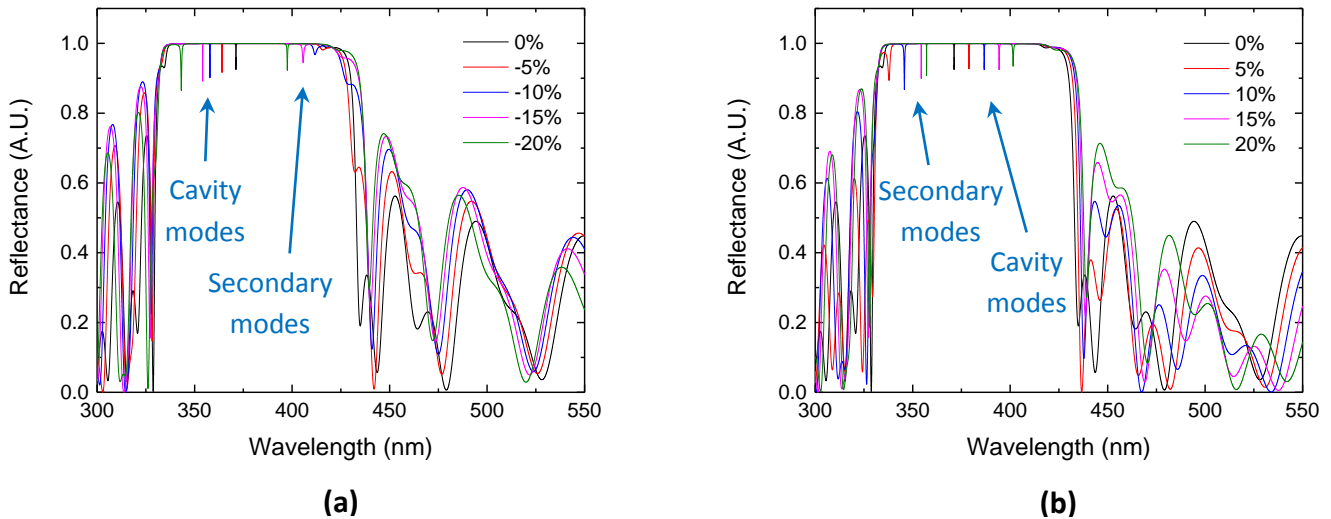 1.0
0.8
0.6
0.4
0.2
0.0
300 350 400 450 500 550
Reflectance (A.U.)
Wavelength (nm)
0%
-5%
-10%
-15%
-20%
Cavity
modes
Secondary
modes
(a)
1.0
0.8
0.6
0.4
0.2
0.0
300 350 400 450 500 550
Reflectance (A.U.)
Wavelength (nm)
0%
5%
10%
15%
20%
Secondary
modes
Cavity
modes
(b)